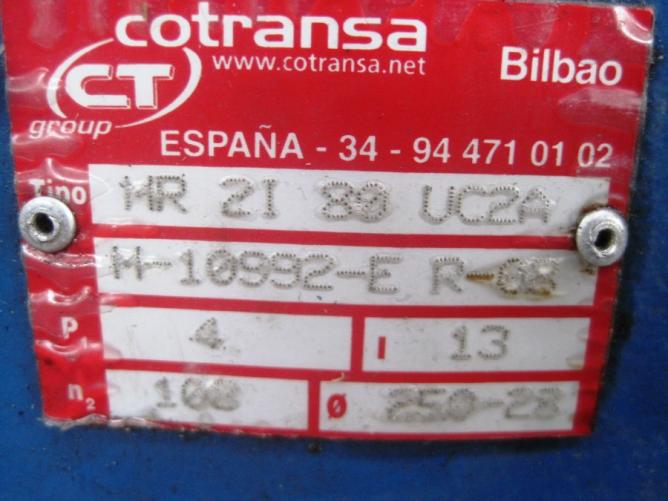 cotransa
www.cotransa.net
Bilbao
CT
group
ESPAÑA - 34 - 94 471 01 02
Tipo MR 2I 80 UC2A
M-10992-E R-
P 4 I 13
n2 108 Ø 250-28